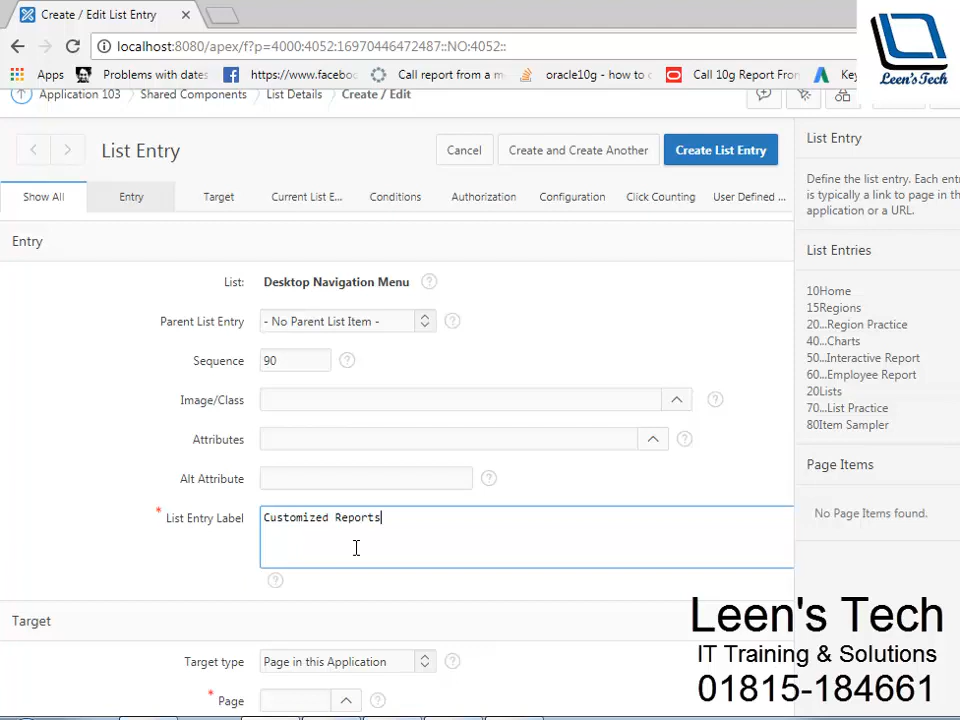 Create / Edit List Entry
localhost:8080/apex/f?p=4000:4052:16970446472487::NO:4052::
Apps Problems with dates https://www.facebo Call report from a m oracle10g - how to c Call 10g Report Fro Key
Leen's Tech
Application 103 Shared Components List Details Create / Edit
List Entry
Cancel Create and Create Another Create List Entry
Show All Entry Target Current List E... Conditions Authorization Configuration Click Counting User Defined ...
Entry
List: Desktop Navigation Menu
Parent List Entry - No Parent List Item -
Sequence 90
Image/Class
Attributes
Alt Attribute
* List Entry Label Customized Reports
Target
Target type Page in this Application
* Page
List Entry
Define the list entry. Each ent
is typically a link to page in th
application or a URL.
List Entries
10Home
15Regions
20...Region Practice
40...Charts
50...Interactive Report
60...Employee Report
20Lists
70...List Practice
80Item Sampler
Page Items
No Page Items found.
Leen's Tech
IT Training & Solutions
01815-184661